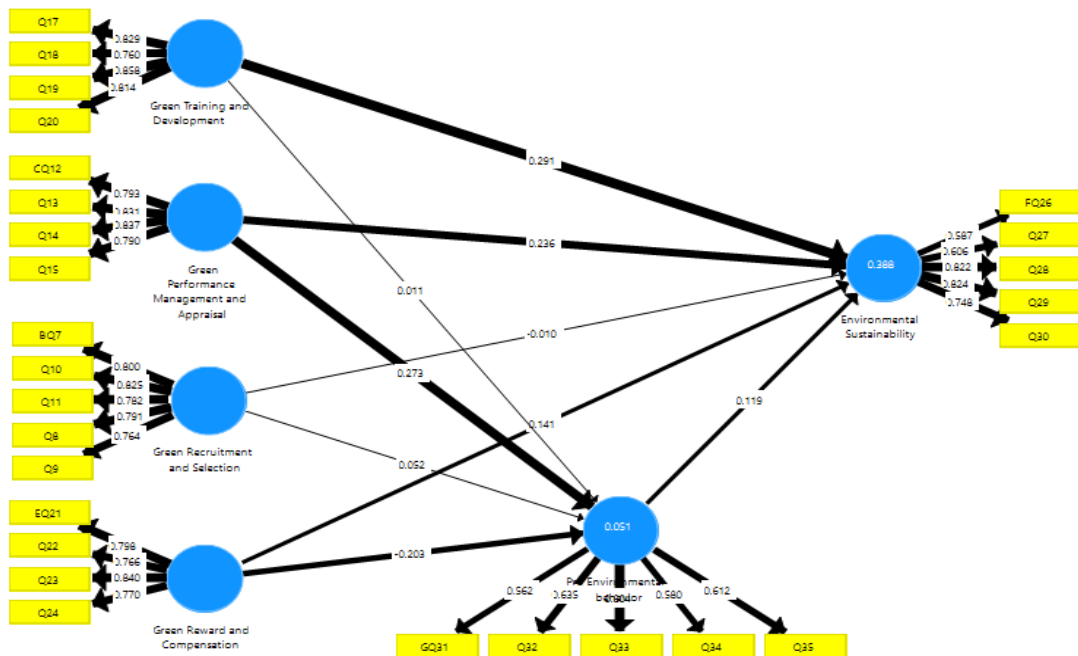 Q17
Q18
Q19
Q20
0.829
0.760
0.858
0.814
Green Training and
Development
CQ12
Q13
Q14
Q15
0.793
0.831
0.837
0.790
Green
Performance
Management and
Appraisal
BQ7
Q10
Q11
Q8
Q9
0.800
0.825
0.782
0.791
0.764
Green Recruitment
and Selection
EQ21
Q22
Q23
Q24
0.798
0.766
0.840
0.770
Green Reward and
Compensation
0.291
0.236
0.011
-0.010
0.273
0.141
0.119
0.052
-0.203
0.388
Environmental
Sustainability
0.587
0.606
0.822
0.824
0.748
FQ26
Q27
Q28
Q29
Q30
0.051
Environmental
behavior
0.562
0.635
0.580
0.612
GQ31
Q32
Q33
Q34
Q35